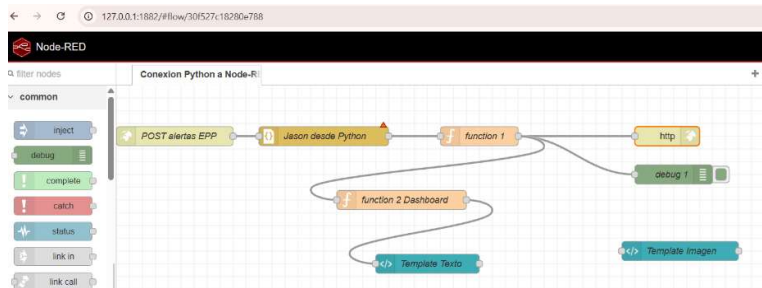 127.0.0.1:1882/#flow/30f527c18280e788
Node-RED
filter nodes
Conexion Python a Node-R
common
inject
debug
complete
catch
status
link in
link call
POST alertas EPP
Jason desde Python
function 1
http
debug 1
function 2 Dashboard
Template Texto
Template Imagen